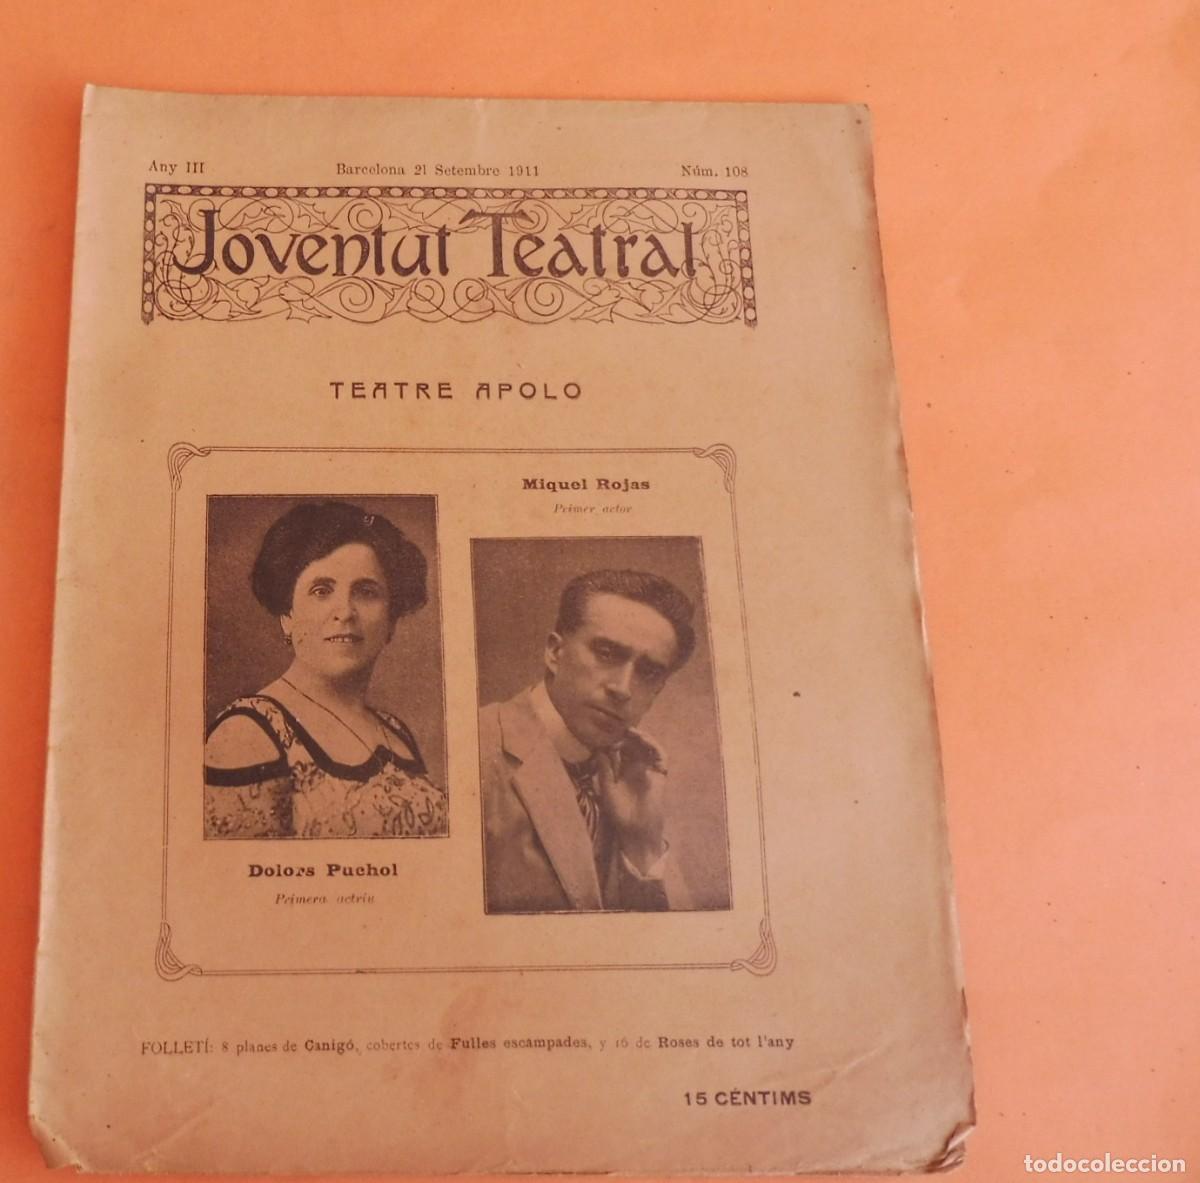 Any III Barcelona 21 Setembre 1911 Núm. 108
Joventut Teatral
TEATRE APOLO
Miquel Rojas
Primer actor
Dolors Puchol
Primera actriu
FOLLETÍ: 8 planes de Canigó, cobertes de Fulles escampades, y 16 de Roses de tot l'any
15 CÉNTIMS
todocoleccion